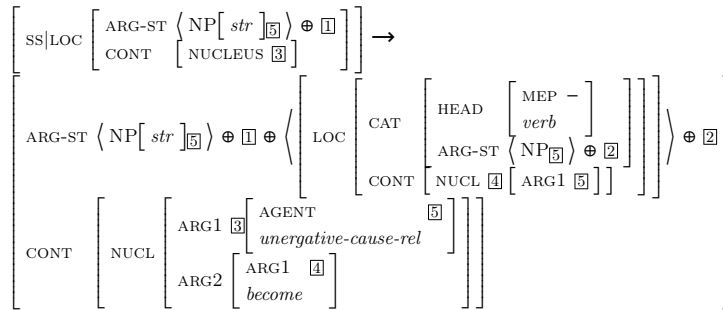 [ SS|LOC [ ARG-ST ⟨ NP[ str ]5 ⟩ ⊕ 1
CONT [ NUCLEUS 3 ] ] ] →
[ ARG-ST ⟨ NP[ str ]5 ⟩ ⊕ 1 ⊕ ⟨ [ LOC [ CAT [ HEAD [ MEP −
verb ]
ARG-ST ⟨ NP5 ⟩ ⊕ 2 ]
CONT [ NUCL 4 [ ARG1 5 ] ] ] ] ⟩ ⊕ 2
CONT [ NUCL [ ARG1 3 [ AGENT 5
unergative-cause-rel ]
ARG2 [ ARG1 4
become ] ] ] ]